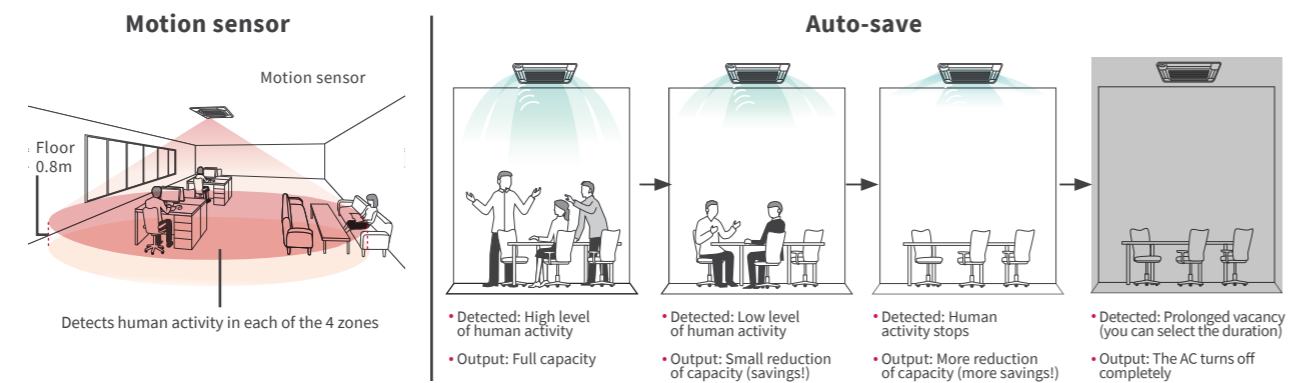 Motion sensor
Motion sensor
Floor
0.8m
Detects human activity in each of the 4 zones
Auto-save
• Detected: High level
of human activity
• Output: Full capacity
• Detected: Low level
of human activity
• Output: Small reduction
of capacity (savings!)
• Detected: Human
activity stops
• Output: More reduction
of capacity (more savings!)
• Detected: Prolonged vacancy
(you can select the duration)
• Output: The AC turns off
completely